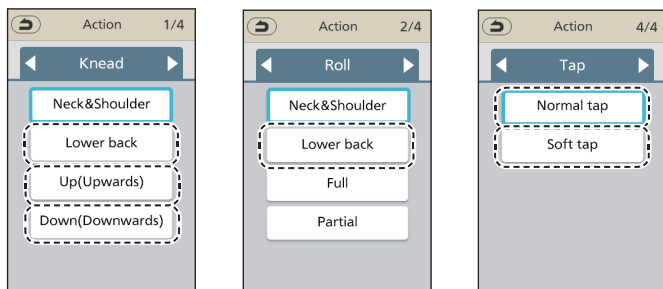 Action 1/4
Knead
Neck&Shoulder
Lower back
Up(Upwards)
Down(Downwards)
Action 2/4
Roll
Neck&Shoulder
Lower back
Full
Partial
Action 4/4
Tap
Normal tap
Soft tap